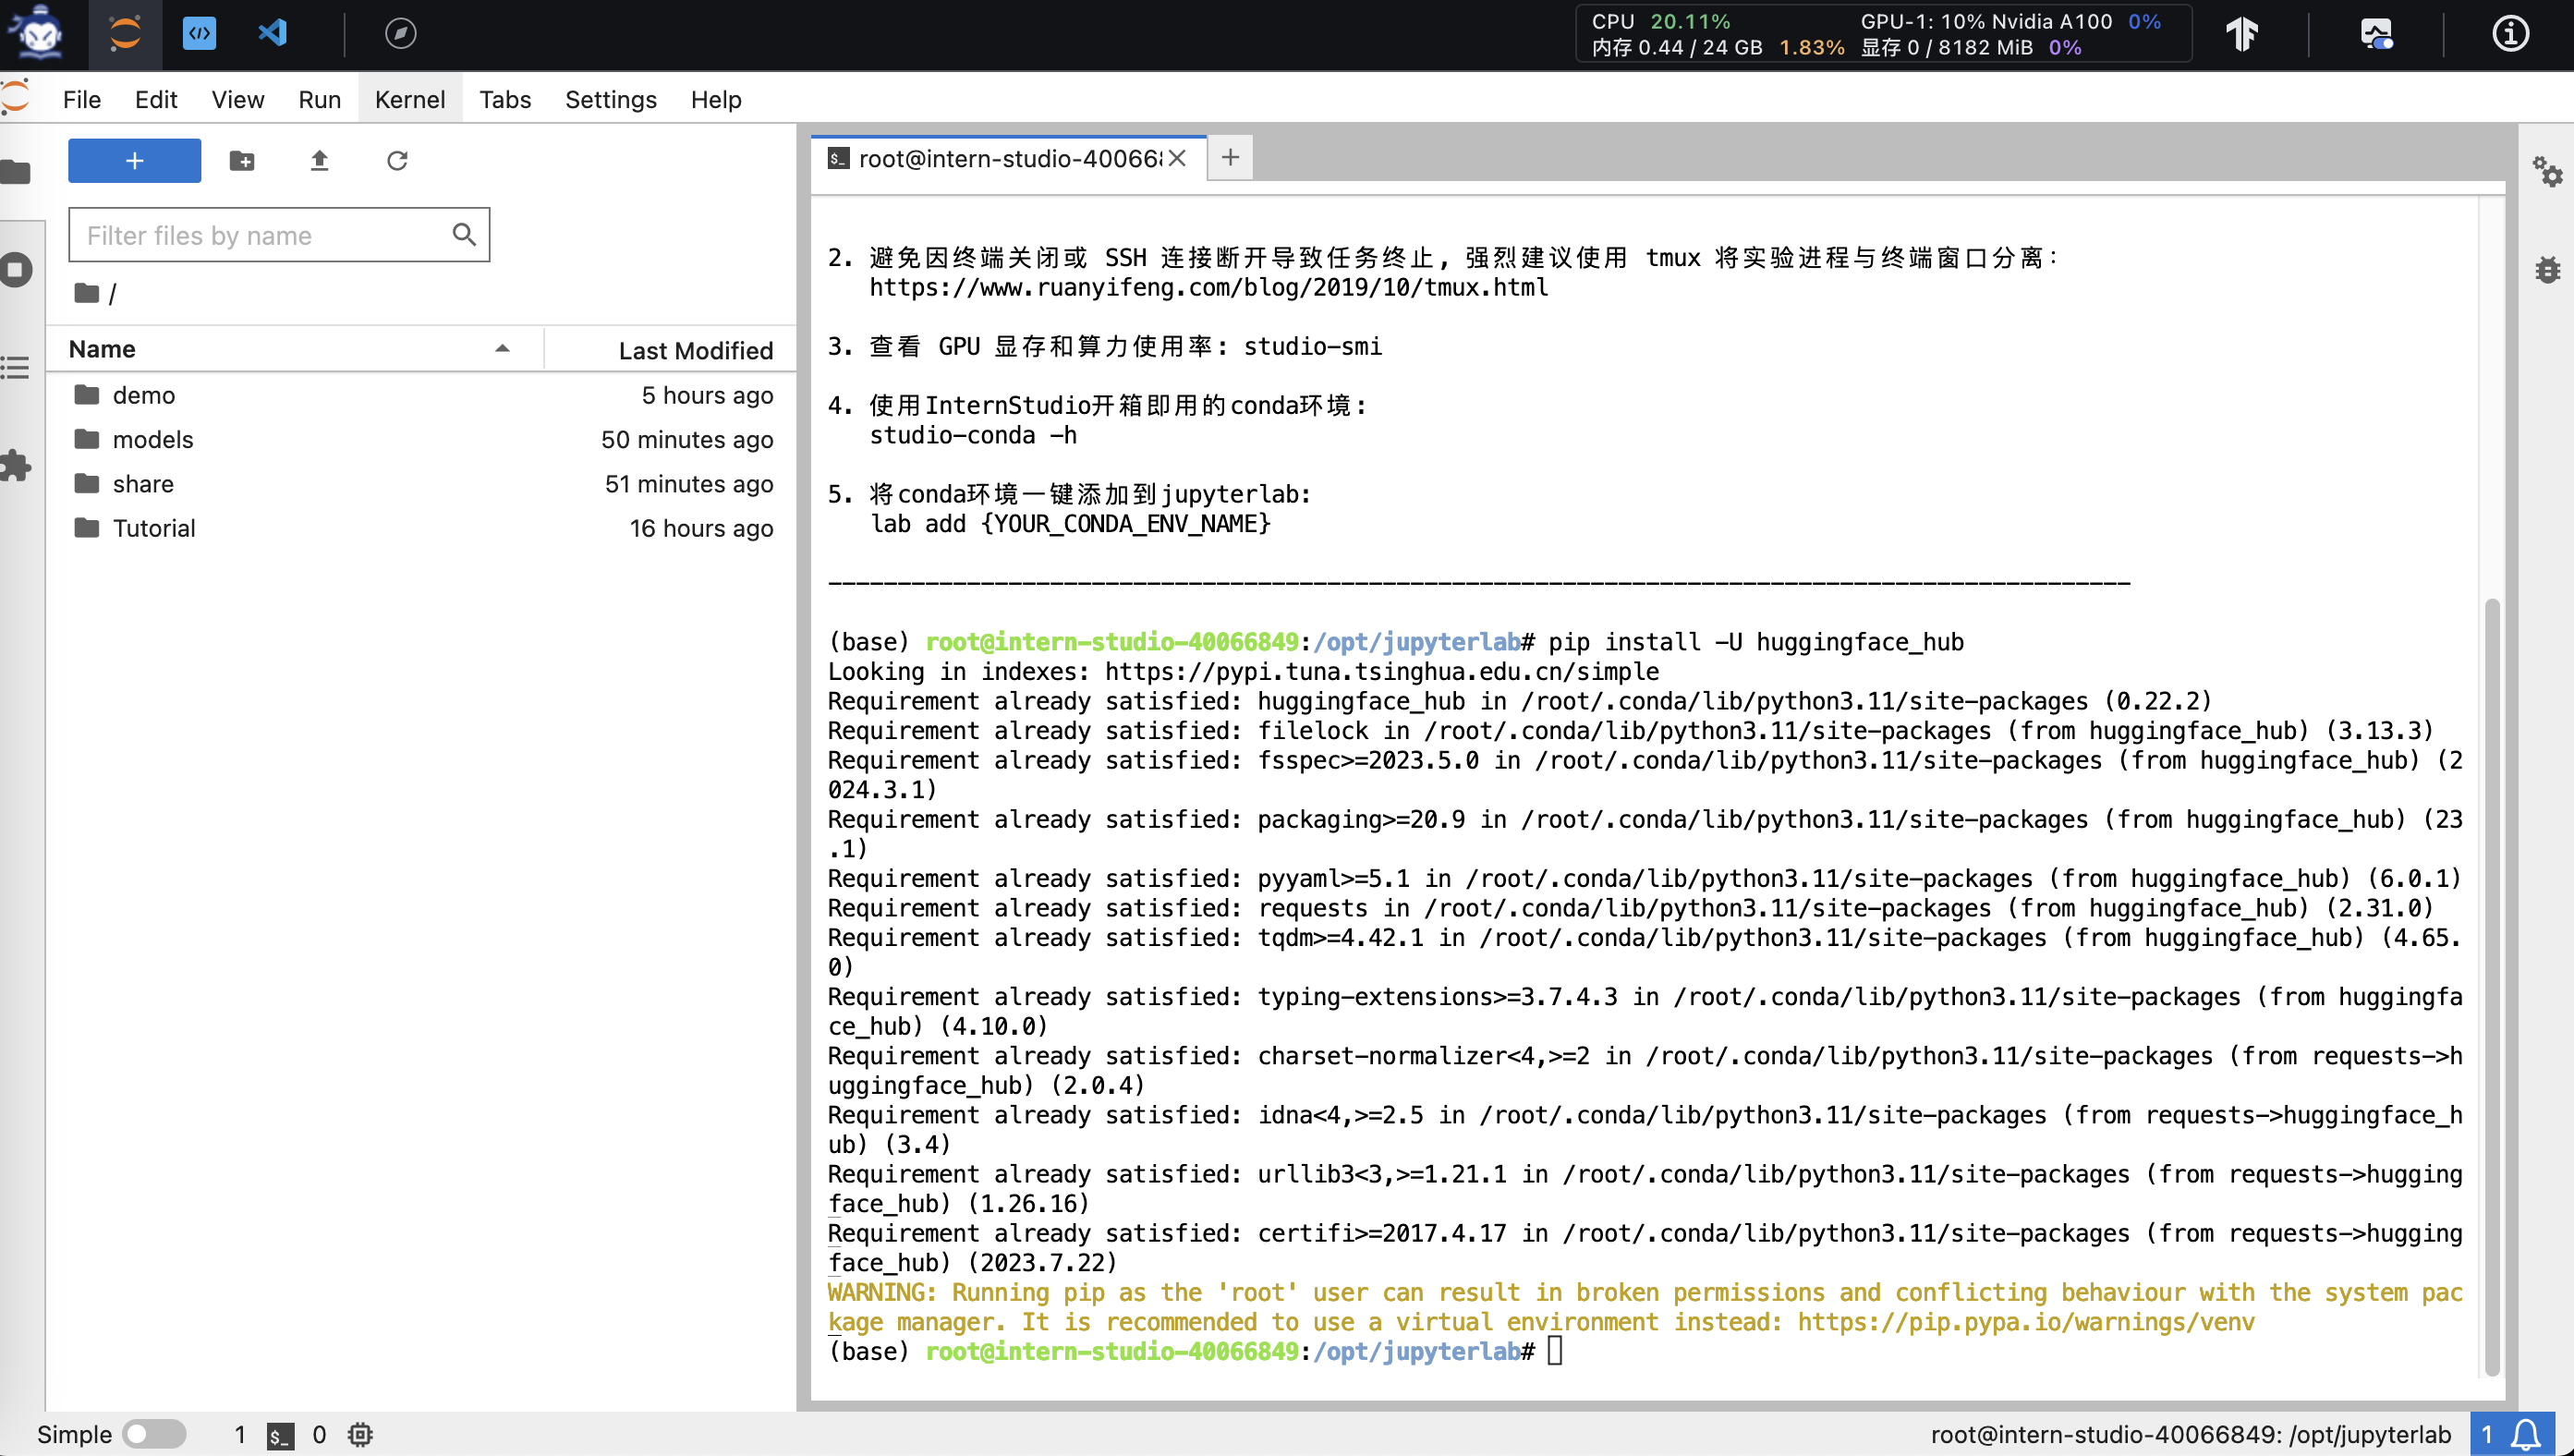 CPU 20.11% GPU-1: 10% Nvidia A100 0%
内存 0.44 / 24 GB 1.83% 显存 0 / 8182 MiB 0%
File Edit View Run Kernel Tabs Settings Help
root@intern-studio-40066
Filter files by name
/
Name Last Modified
demo 5 hours ago
models 50 minutes ago
share 51 minutes ago
Tutorial 16 hours ago
2. 避免因终端关闭或 SSH 连接断开导致任务终止, 强烈建议使用 tmux 将实验进程与终端窗口分离:
https://www.ruanyifeng.com/blog/2019/10/tmux.html
3. 查看 GPU 显存和算力使用率: studio-smi
4. 使用InternStudio开箱即用的conda环境:
studio-conda -h
5. 将conda环境一键添加到jupyterlab:
lab add {YOUR_CONDA_ENV_NAME}
----------------------------------------------------------------------------------------------
(base) root@intern-studio-40066849:/opt/jupyterlab# pip install -U huggingface_hub
Looking in indexes: https://pypi.tuna.tsinghua.edu.cn/simple
Requirement already satisfied: huggingface_hub in /root/.conda/lib/python3.11/site-packages (0.22.2)
Requirement already satisfied: filelock in /root/.conda/lib/python3.11/site-packages (from huggingface_hub) (3.13.3)
Requirement already satisfied: fsspec>=2023.5.0 in /root/.conda/lib/python3.11/site-packages (from huggingface_hub) (2
024.3.1)
Requirement already satisfied: packaging>=20.9 in /root/.conda/lib/python3.11/site-packages (from huggingface_hub) (23
.1)
Requirement already satisfied: pyyaml>=5.1 in /root/.conda/lib/python3.11/site-packages (from huggingface_hub) (6.0.1)
Requirement already satisfied: requests in /root/.conda/lib/python3.11/site-packages (from huggingface_hub) (2.31.0)
Requirement already satisfied: tqdm>=4.42.1 in /root/.conda/lib/python3.11/site-packages (from huggingface_hub) (4.65.
0)
Requirement already satisfied: typing-extensions>=3.7.4.3 in /root/.conda/lib/python3.11/site-packages (from huggingfa
ce_hub) (4.10.0)
Requirement already satisfied: charset-normalizer<4,>=2 in /root/.conda/lib/python3.11/site-packages (from requests->h
uggingface_hub) (2.0.4)
Requirement already satisfied: idna<4,>=2.5 in /root/.conda/lib/python3.11/site-packages (from requests->huggingface_h
ub) (3.4)
Requirement already satisfied: urllib3<3,>=1.21.1 in /root/.conda/lib/python3.11/site-packages (from requests->hugging
face_hub) (1.26.16)
Requirement already satisfied: certifi>=2017.4.17 in /root/.conda/lib/python3.11/site-packages (from requests->hugging
face_hub) (2023.7.22)
WARNING: Running pip as the 'root' user can result in broken permissions and conflicting behaviour with the system pac
kage manager. It is recommended to use a virtual environment instead: https://pip.pypa.io/warnings/venv
(base) root@intern-studio-40066849:/opt/jupyterlab#
Simple 1 $_ 0 root@intern-studio-40066849: /opt/jupyterlab 1